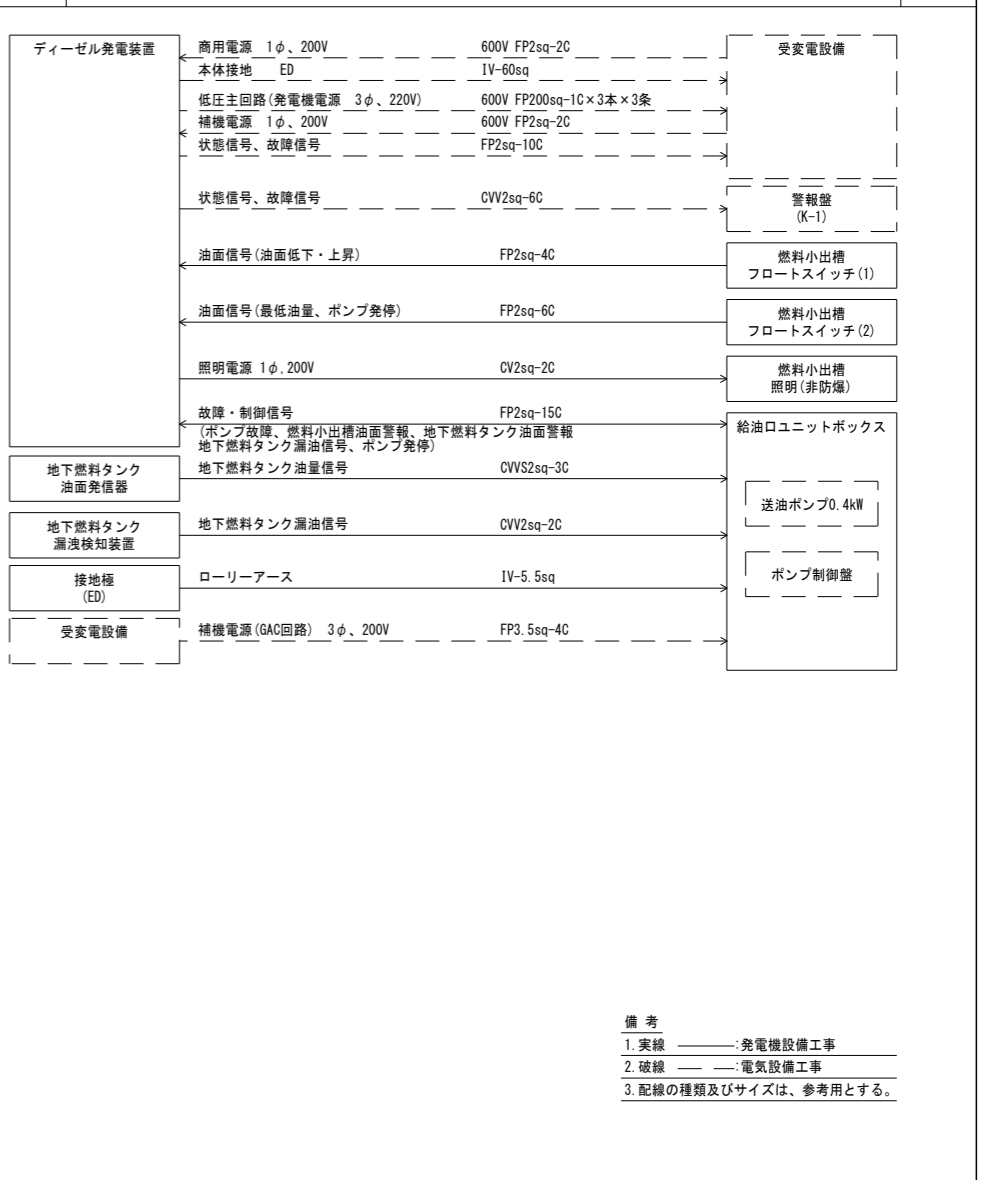 ディーゼル発電装置
商用電源 1φ、200V 600V FP2sq-2C
受変電設備
本体接地 ED IV-60sq
低圧主回路(発電機電源 3φ、220V) 600V FP200sq-1C×3本×3条
補機電源 1φ、200V 600V FP2sq-2C
状態信号、故障信号 FP2sq-10C
状態信号、故障信号 CVV2sq-6C
警報盤
(K-1)
油面信号(油面低下・上昇) FP2sq-4C
燃料小出槽
フロートスイッチ(1)
油面信号(最低油量、ポンプ発停) FP2sq-6C
燃料小出槽
フロートスイッチ(2)
照明電源 1φ,200V CV2sq-2C
燃料小出槽
照明(非防爆)
故障・制御信号 FP2sq-15C
(ポンプ故障、燃料小出槽油面警報、地下燃料タンク油面警報
地下燃料タンク漏油信号、ポンプ発停)
給油口ユニットボックス
地下燃料タンク
油面発信器
地下燃料タンク油量信号 CVVS2sq-3C
送油ポンプ0.4kW
地下燃料タンク
漏洩検知装置
地下燃料タンク漏油信号 CVV2sq-2C
ポンプ制御盤
接地極
(ED)
ローリーアース IV-5.5sq
受変電設備
補機電源(GAC回路) 3φ、200V FP3.5sq-4C
備 考
1.実線 ―――:発電機設備工事
2.破線 ― ―:電気設備工事
3.配線の種類及びサイズは、参考用とする。